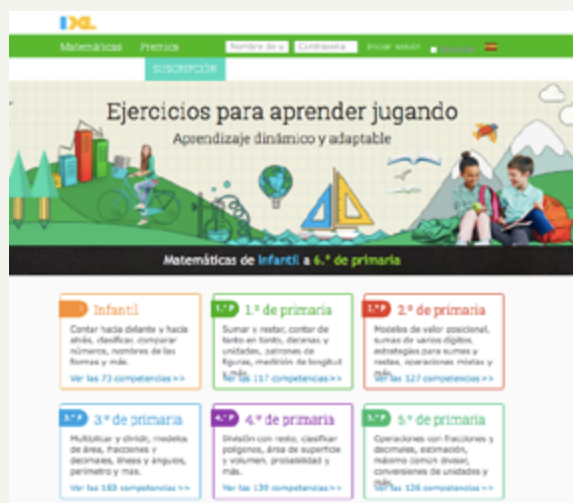 IXL
Matemáticas Premios Nombre de u Contraseña Iniciar sesión
SUSCRIPCIÓN
Ejercicios para aprender jugando
Aprendizaje dinámico y adaptable
Matemáticas de Infantil a 6.º de primaria
Infantil
Contar hacia delante y hacia
atrás, clasificar, comparar
números, nombres de las
formas y más.
Ver las 73 competencias >>
1.º P 1.º de primaria
Sumar y restar, contar de
tanto en tanto, decenas y
unidades, patrones de
figuras, medición de longitud
y más.
Ver las 117 competencias >>
2.º de primaria
Modelos de valor posicional,
sumas de varios dígitos,
estrategias para sumas y
restas, operaciones mixtas y
más.
Ver las 127 competencias >>
3.º P 3.º de primaria
Multiplicar y dividir, modelos
de área, fracciones y
decimales, líneas y ángulos,
perímetro y más.
Ver las 183 competencias >>
4.º P 4.º de primaria
División con resto, clasificar
polígonos, área de superficie
y volumen, probabilidad y
más.
Ver las 139 competencias >>
5.º P 5.º de primaria
Operaciones con fracciones y
decimales, estimación,
máximo común divisor,
conversiones de unidades y
más.
Ver las 126 competencias >>